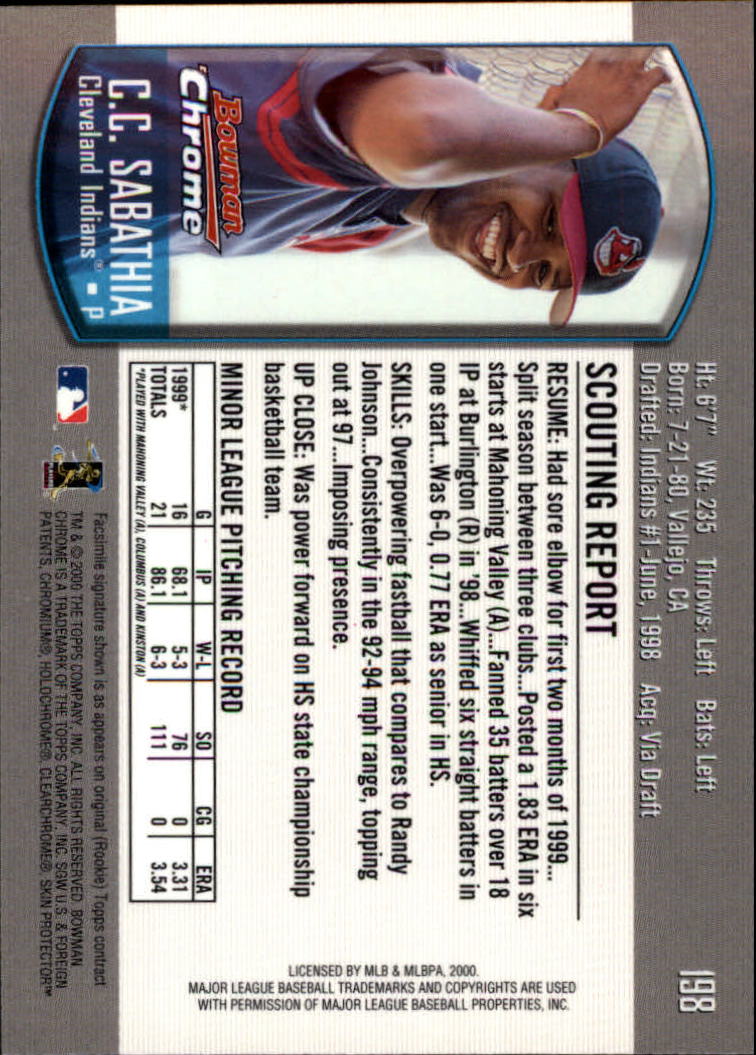 198
Ht: 6'7" Wt: 235 Throws: Left Bats: Left
Born: 7-21-80, Vallejo, CA
Drafted: Indians #1-June, 1998 Acq: Via Draft
Bowman
Chrome
C.C. SABATHIA
Cleveland Indians® ▪ P
SCOUTING REPORT
RESUME: Had sore elbow for first two months of 1999...
Split season between three clubs...Posted a 1.83 ERA in six
starts at Mahoning Valley (A)...Fanned 35 batters over 18
IP at Burlington (R) in '98...Whiffed six straight batters in
one start...Was 6-0, 0.77 ERA as senior in HS.
SKILLS: Overpowering fastball that compares to Randy
Johnson...Consistently in the 92-94 mph range, topping
out at 97...Imposing presence.
UP CLOSE: Was power forward on HS state championship
basketball team.
MINOR LEAGUE PITCHING RECORD
G IP W-L SO CG ERA
1999* 16 68.1 5-3 76 0 3.31
TOTALS 21 86.1 6-3 111 0 3.54
*PLAYED WITH MAHONING VALLEY (A), COLUMBUS (A) AND KINSTON (A)
Facsimile signature shown is as appears on original (Rookie) Topps contract
TM & © 2000 THE TOPPS COMPANY, INC. ALL RIGHTS RESERVED. BOWMAN
CHROME IS A TRADEMARK OF THE TOPPS COMPANY, INC. SGW U.S. & FOREIGN
PATENTS, CHROMIUM®, HOLOCHROME®, CLEARCHROME®, SKIN PROTECTOR™
LICENSED BY MLB & MLBPA, 2000.
MAJOR LEAGUE BASEBALL TRADEMARKS AND COPYRIGHTS ARE USED
WITH PERMISSION OF MAJOR LEAGUE BASEBALL PROPERTIES, INC.